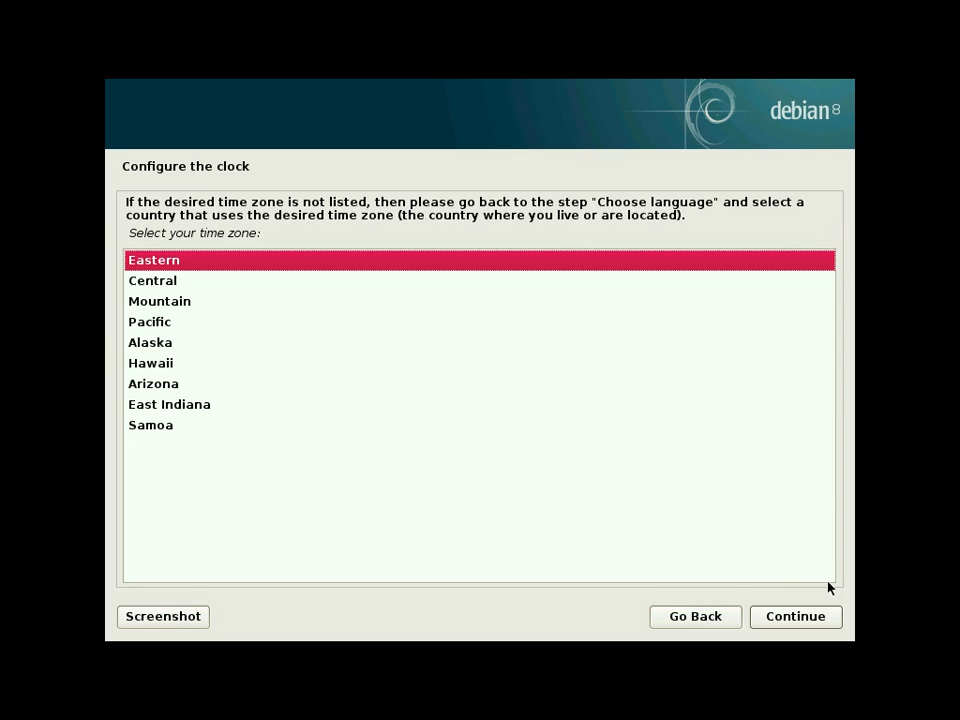 debian 8
Configure the clock
If the desired time zone is not listed, then please go back to the step "Choose language" and select a
country that uses the desired time zone (the country where you live or are located).
Select your time zone:
Eastern
Central
Mountain
Pacific
Alaska
Hawaii
Arizona
East Indiana
Samoa
Screenshot
Go Back
Continue